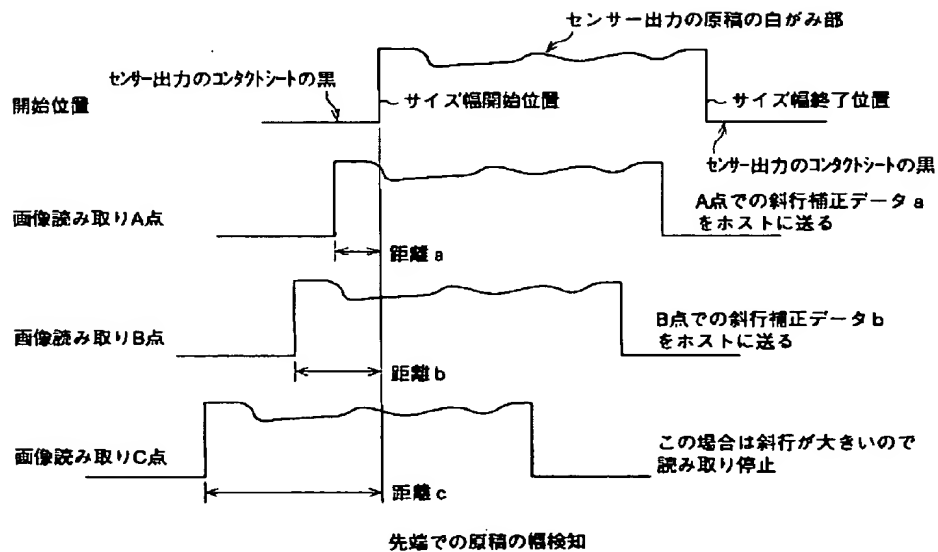 センサー出力の原稿の白がみ部
センサー出力のコンタクトシートの黒
開始位置
サイズ幅開始位置
サイズ幅終了位置
センサー出力のコンタクトシートの黒
画像読み取りA点
A点での斜行補正データa
をホストに送る
距離a
画像読み取りB点
B点での斜行補正データb
をホストに送る
距離b
画像読み取りC点
この場合は斜行が大きいので
読み取り停止
距離c
先端での原稿の幅検知